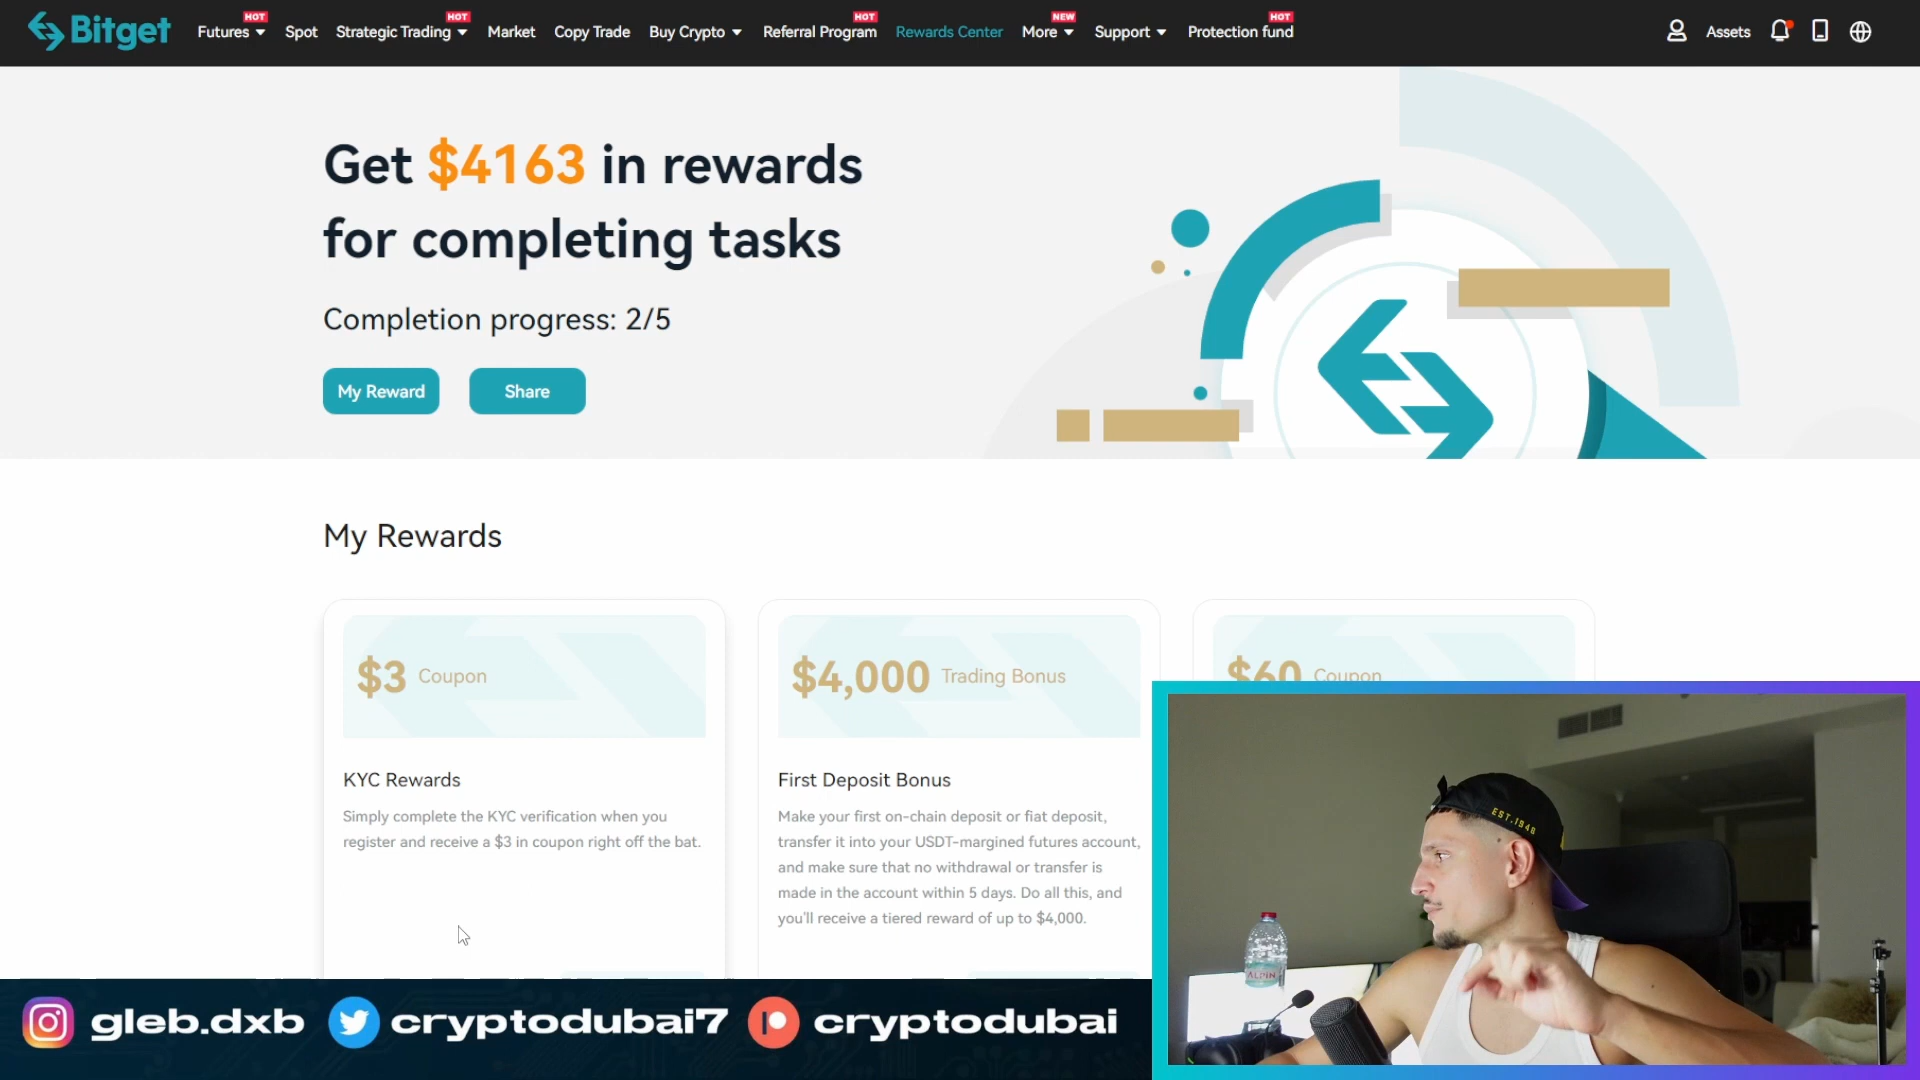 Bitget
Futures HOT
Spot
Strategic Trading HOT
Market
Copy Trade
Buy Crypto
Referral Program HOT
Rewards Center
More NEW
Support
Protection fund HOT
Assets
Get $4163 in rewards
for completing tasks
Completion progress: 2/5
My Reward
Share
My Rewards
$3 Coupon
KYC Rewards
Simply complete the KYC verification when you
register and receive a $3 in coupon right off the bat.
$4,000 Trading Bonus
First Deposit Bonus
Make your first on-chain deposit or fiat deposit,
transfer it into your USDT-margined futures account,
and make sure that no withdrawal or transfer is
made in the account within 5 days. Do all this, and
you'll receive a tiered reward of up to $4,000.
$60 Coupon
EST.1946
ALPIN
gleb.dxb
cryptodubai7
cryptodubai